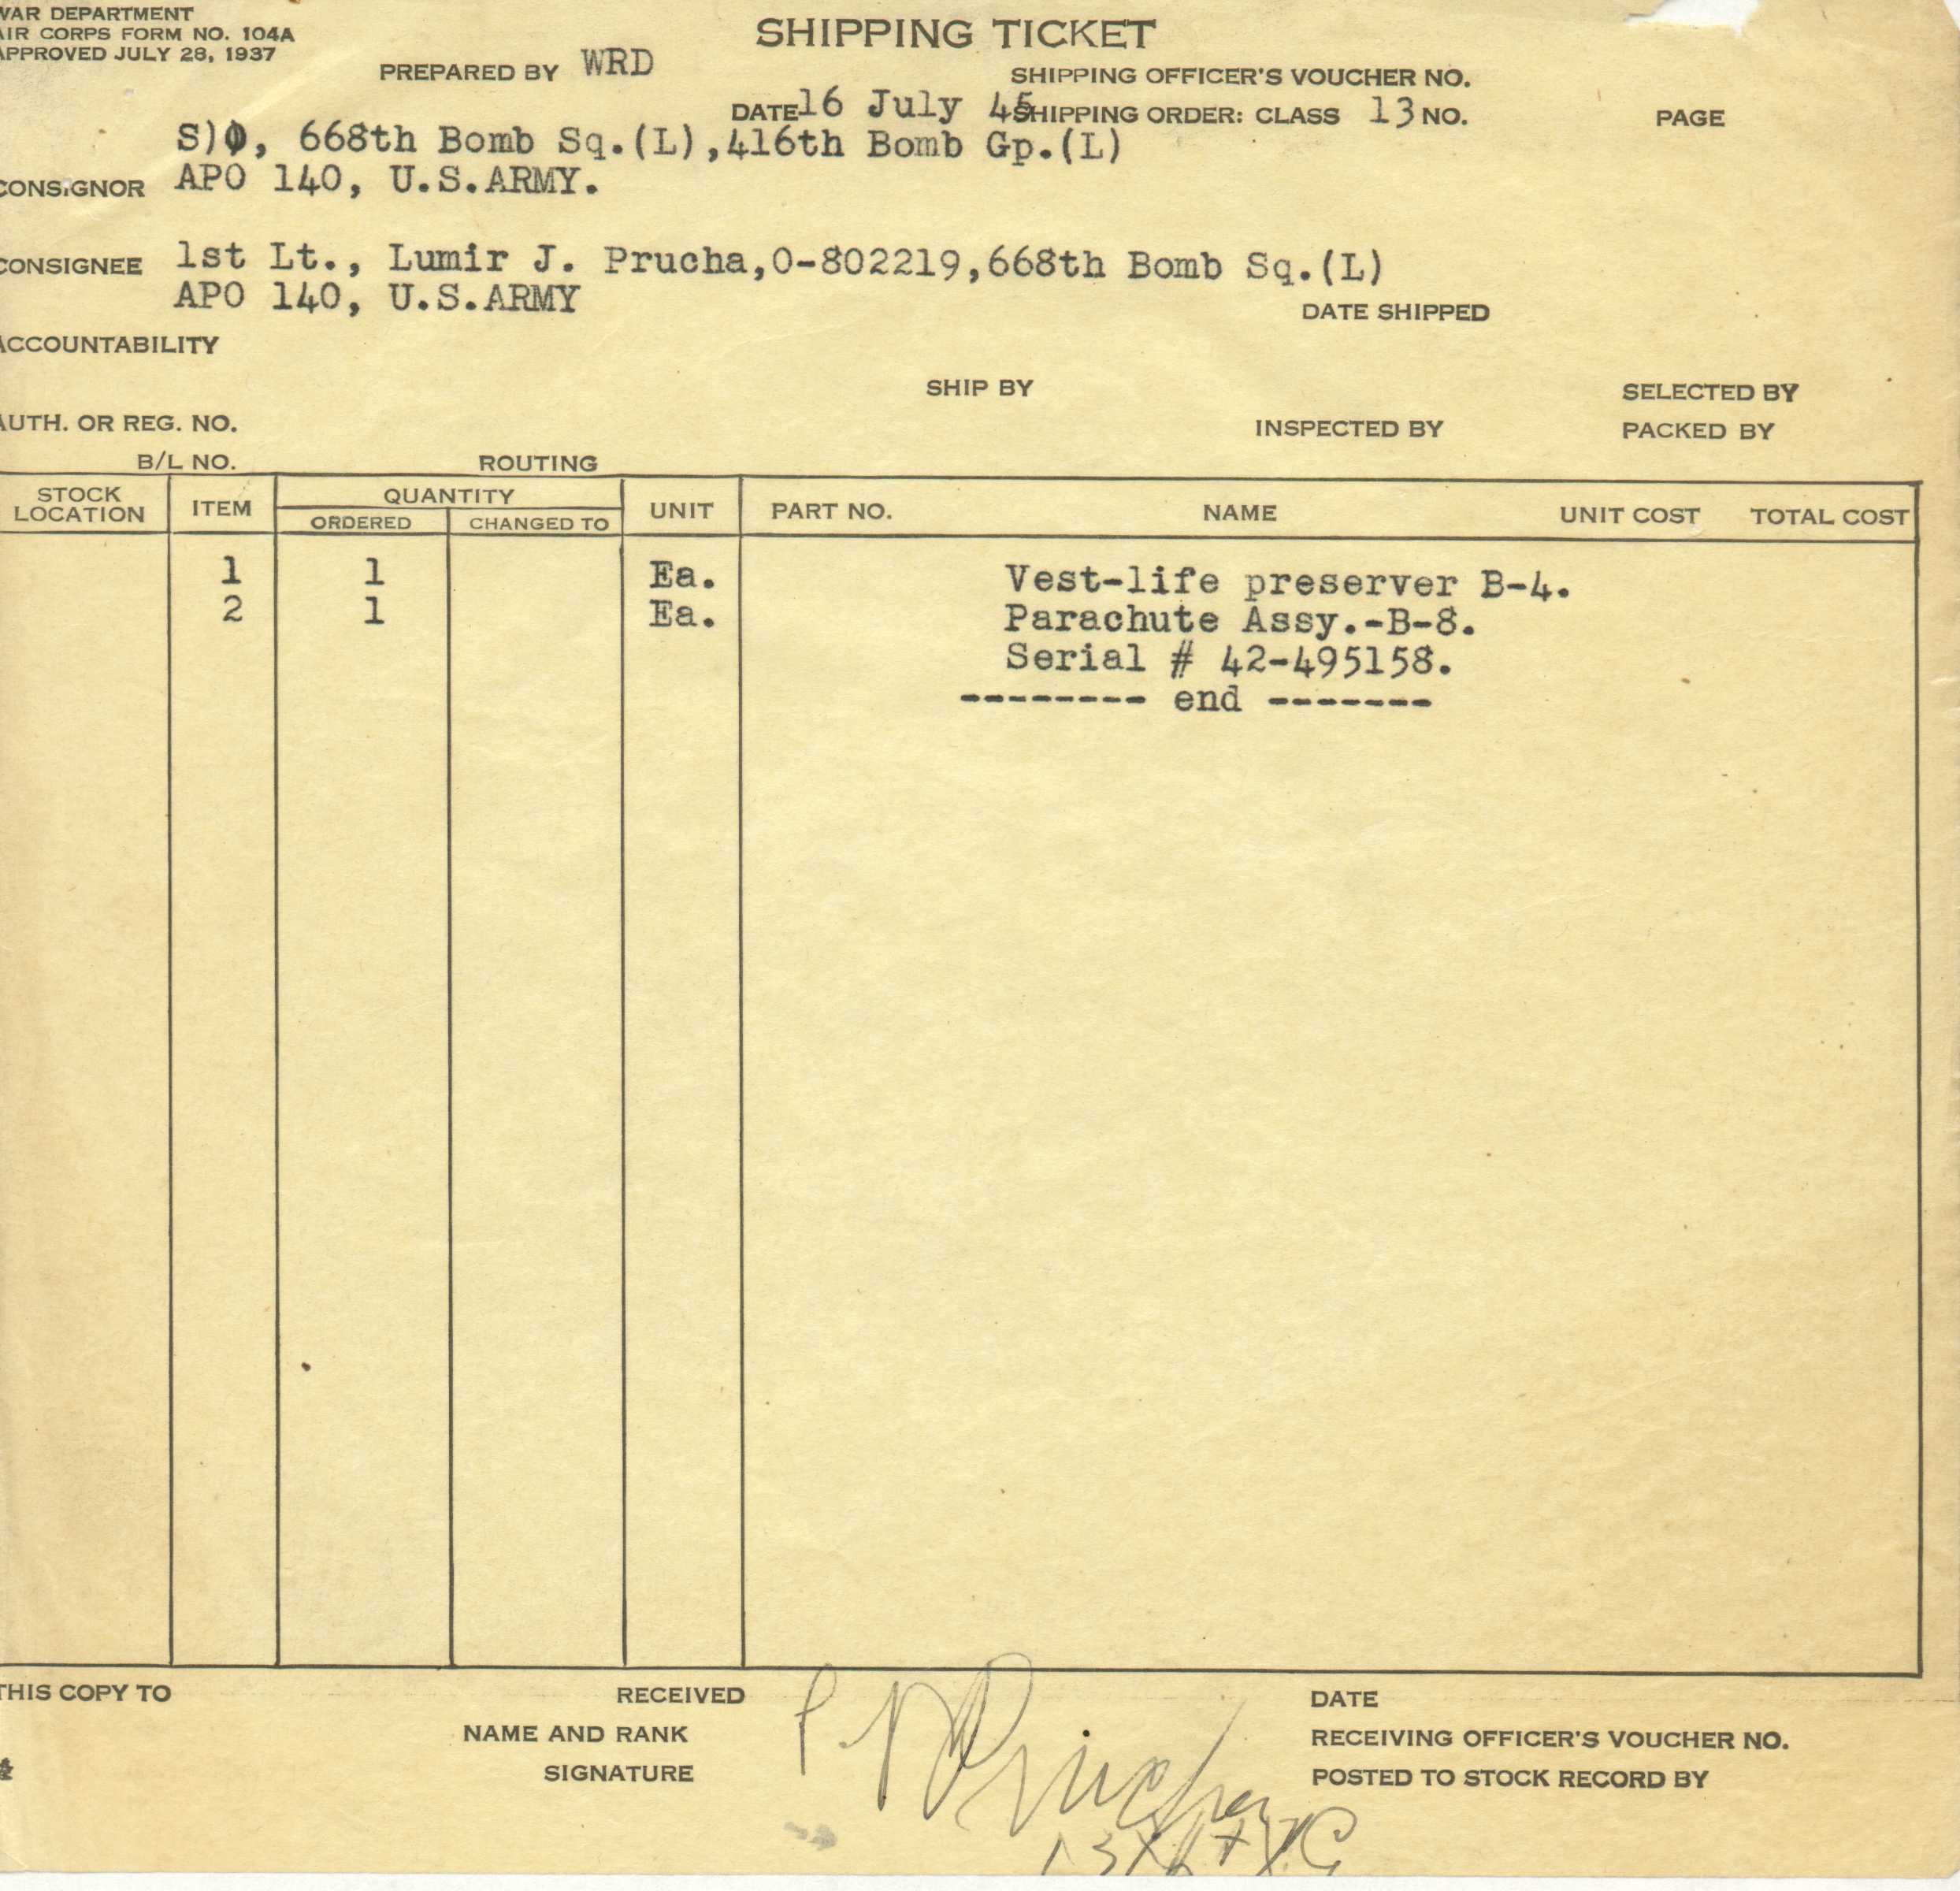 WAR DEPARTMENT
AIR CORPS FORM NO. 104A
APPROVED JULY 28, 1937
SHIPPING TICKET
PREPARED BY WRD
SHIPPING OFFICER'S VOUCHER NO.
DATE 16 July 45 SHIPPING ORDER: CLASS 13 NO. PAGE
S)O, 668th Bomb Sq.(L),416th Bomb Gp.(L)
CONSIGNOR APO 140, U.S.ARMY.
CONSIGNEE 1st Lt., Lumir J. Prucha,O-802219,668th Bomb Sq.(L)
APO 140, U.S.ARMY
DATE SHIPPED
ACCOUNTABILITY
SHIP BY SELECTED BY
AUTH. OR REG. NO. INSPECTED BY PACKED BY
B/L NO. ROUTING
STOCK LOCATION ITEM QUANTITY UNIT PART NO. NAME UNIT COST TOTAL COST
ORDERED CHANGED TO
1 1 Ea. Vest-life preserver B-4.
2 1 Ea. Parachute Assy.-B-8.
Serial # 42-495158.
-------- end -------
THIS COPY TO RECEIVED DATE
NAME AND RANK RECEIVING OFFICER'S VOUCHER NO.
SIGNATURE Prucha POSTED TO STOCK RECORD BY